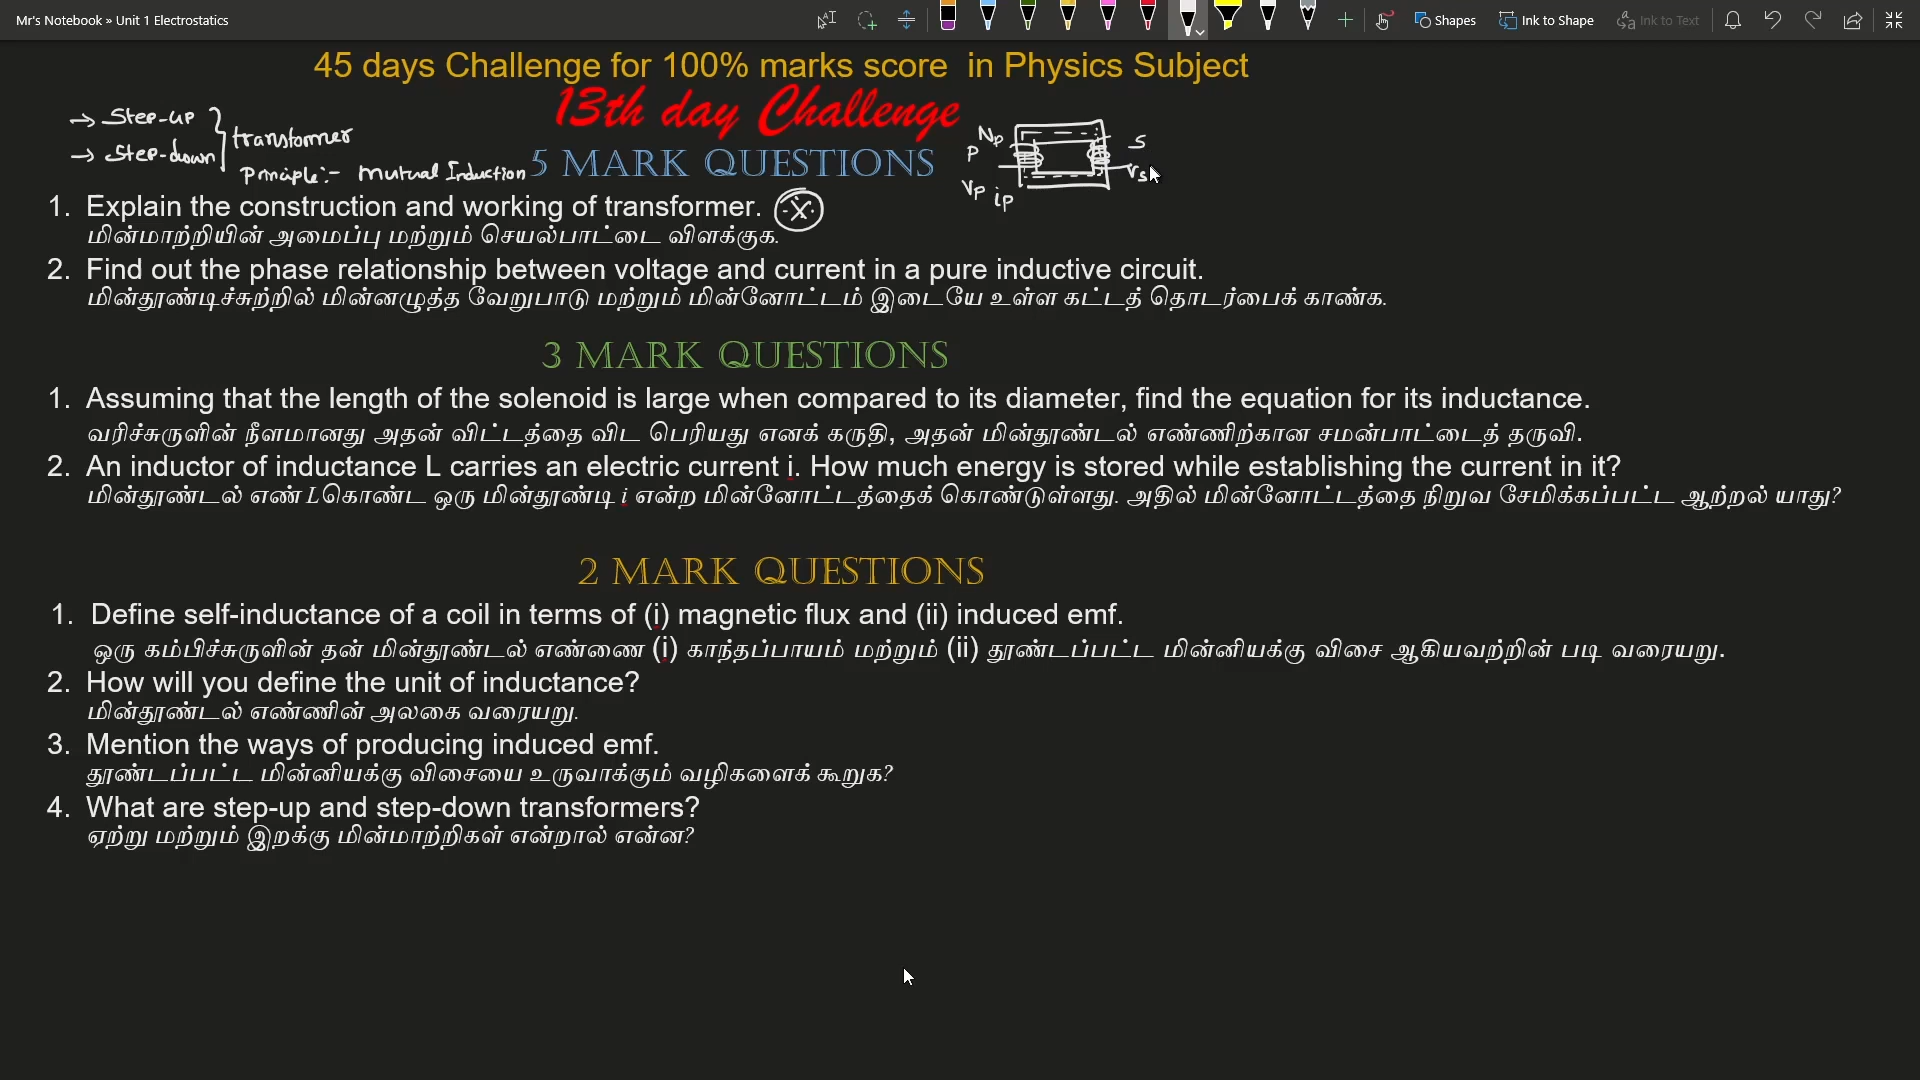 Mr's Notebook » Unit 1 Electrostatics
Shapes
Ink to Shape
Ink to Text
45 days Challenge for 100% marks score in Physics Subject
13th day Challenge
→ Step-up
→ Step-down
transformer
Principle:- Mutual Induction
5 MARK QUESTIONS
Np
P
Vp ip
S
Vs
1. Explain the construction and working of transformer.
மின்மாற்றியின் அமைப்பு மற்றும் செயல்பாட்டை விளக்குக.
2. Find out the phase relationship between voltage and current in a pure inductive circuit.
மின்தூண்டிச்சுற்றில் மின்னழுத்த வேறுபாடு மற்றும் மின்னோட்டம் இடையே உள்ள கட்டத் தொடர்பைக் காண்க.
3 MARK QUESTIONS
1. Assuming that the length of the solenoid is large when compared to its diameter, find the equation for its inductance.
வரிச்சுருளின் நீளமானது அதன் விட்டத்தை விட பெரியது எனக் கருதி, அதன் மின்தூண்டல் எண்ணிற்கான சமன்பாட்டைத் தருவி.
2. An inductor of inductance L carries an electric current i. How much energy is stored while establishing the current in it?
மின்தூண்டல் எண் Lகொண்ட ஒரு மின்தூண்டி i என்ற மின்னோட்டத்தைக் கொண்டுள்ளது. அதில் மின்னோட்டத்தை நிறுவ சேமிக்கப்பட்ட ஆற்றல் யாது?
2 MARK QUESTIONS
1. Define self-inductance of a coil in terms of (i) magnetic flux and (ii) induced emf.
ஒரு கம்பிச்சுருளின் தன் மின்தூண்டல் எண்ணை (i) காந்தப்பாயம் மற்றும் (ii) தூண்டப்பட்ட மின்னியக்கு விசை ஆகியவற்றின் படி வரையறு.
2. How will you define the unit of inductance?
மின்தூண்டல் எண்ணின் அலகை வரையறு.
3. Mention the ways of producing induced emf.
தூண்டப்பட்ட மின்னியக்கு விசையை உருவாக்கும் வழிகளைக் கூறுக?
4. What are step-up and step-down transformers?
ஏற்று மற்றும் இறக்கு மின்மாற்றிகள் என்றால் என்ன?